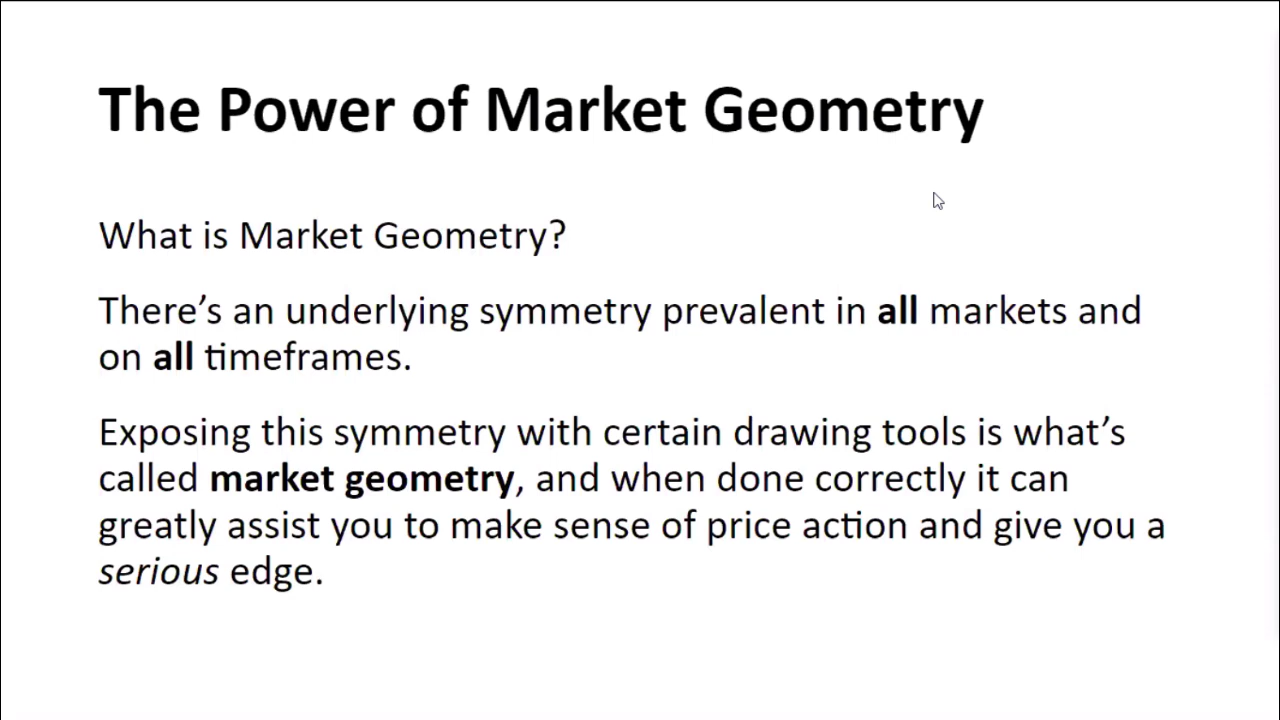 The Power of Market Geometry
What is Market Geometry?
There’s an underlying symmetry prevalent in all markets and
on all timeframes.
Exposing this symmetry with certain drawing tools is what’s
called market geometry, and when done correctly it can
greatly assist you to make sense of price action and give you a
serious edge.